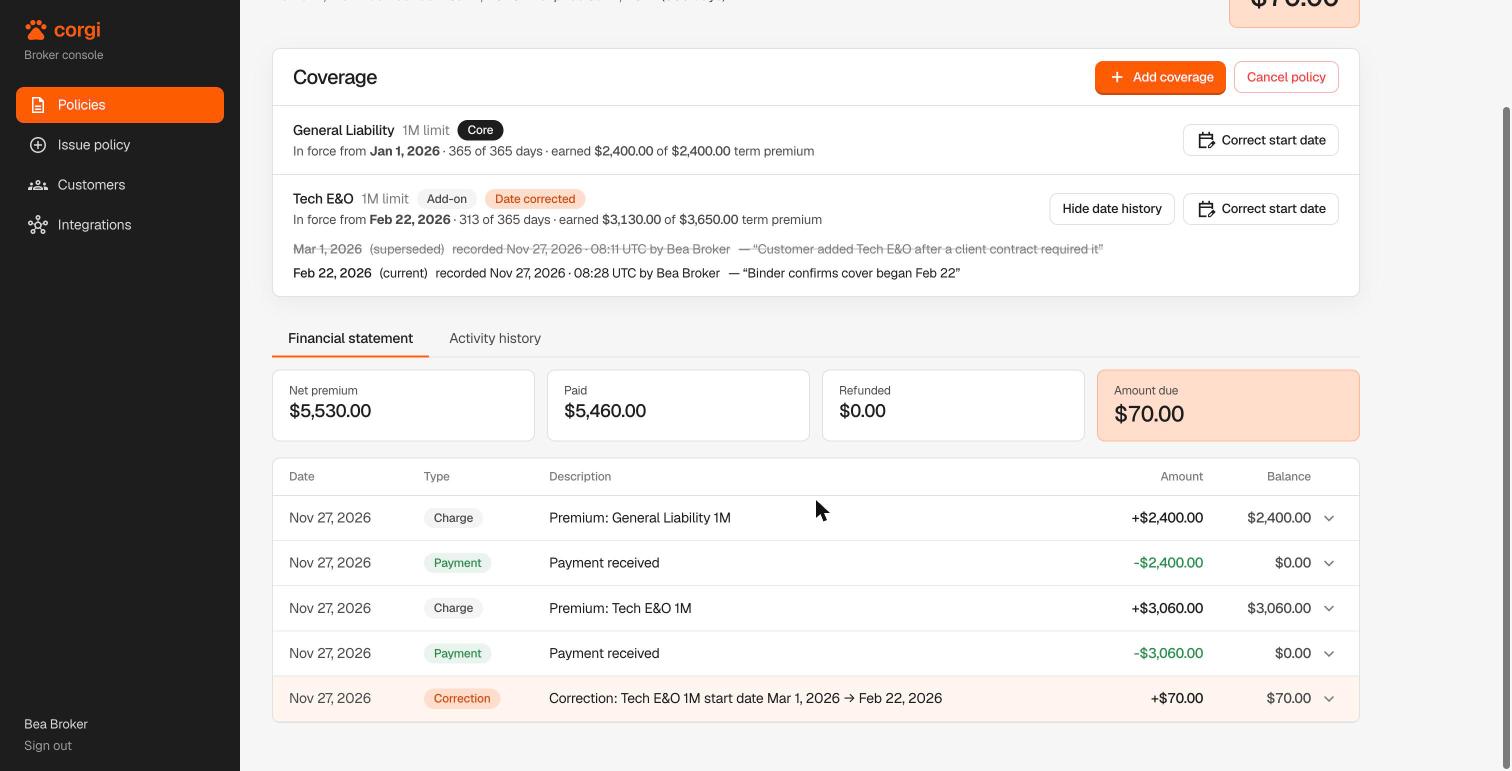 corgi
Broker console
Policies
Issue policy
Customers
Integrations
Bea Broker
Sign out
$70.00
Coverage
Add coverage
Cancel policy
General Liability 1M limit Core
In force from Jan 1, 2026 · 365 of 365 days · earned $2,400.00 of $2,400.00 term premium
Correct start date
Tech E&O 1M limit Add-on Date corrected
In force from Feb 22, 2026 · 313 of 365 days · earned $3,130.00 of $3,650.00 term premium
Hide date history
Correct start date
Mar 1, 2026 (superseded) recorded Nov 27, 2026 · 08:11 UTC by Bea Broker — “Customer added Tech E&O after a client contract required it”
Feb 22, 2026 (current) recorded Nov 27, 2026 · 08:28 UTC by Bea Broker — “Binder confirms cover began Feb 22”
Financial statement Activity history
Net premium Paid Refunded Amount due
$5,530.00 $5,460.00 $0.00 $70.00
Date Type Description Amount Balance
Nov 27, 2026 Charge Premium: General Liability 1M +$2,400.00 $2,400.00
Nov 27, 2026 Payment Payment received -$2,400.00 $0.00
Nov 27, 2026 Charge Premium: Tech E&O 1M +$3,060.00 $3,060.00
Nov 27, 2026 Payment Payment received -$3,060.00 $0.00
Nov 27, 2026 Correction Correction: Tech E&O 1M start date Mar 1, 2026 → Feb 22, 2026 +$70.00 $70.00